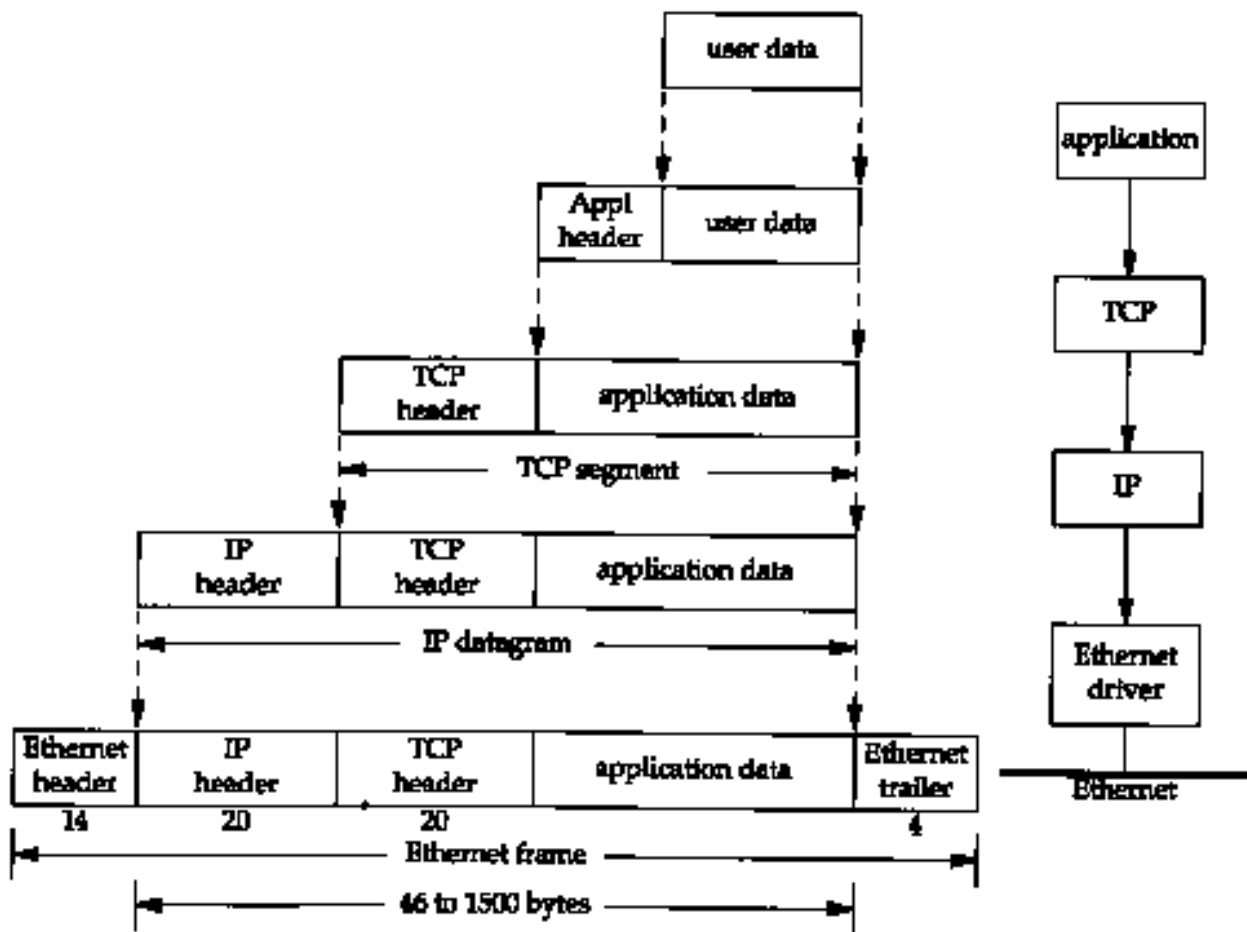 user data
application
Appl
header
user data
TCP
TCP
header
application data
TCP segment
IP
IP
header
TCP
header
application data
IP datagram
Ethernet
driver
Ethernet
header
IP
header
TCP
header
application data
Ethernet
trailer
Ethernet
14
20
20
4
Ethernet frame
46 to 1500 bytes